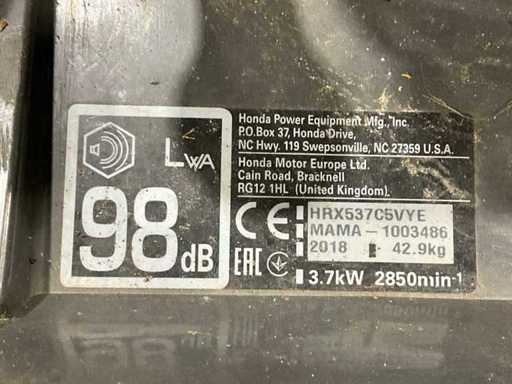 LWA
98dB
Honda Power Equipment Mfg., Inc.
P.O.Box 37, Honda Drive,
NC Hwy. 119 Swepsonville, NC 27359 U.S.A.
Honda Motor Europe Ltd.
Cain Road, Bracknell
RG12 1HL (United Kingdom).
CE
HRX537C5VYE
MAMA-1003486
2018 42.9kg
EAC
3.7kW 2850min-1